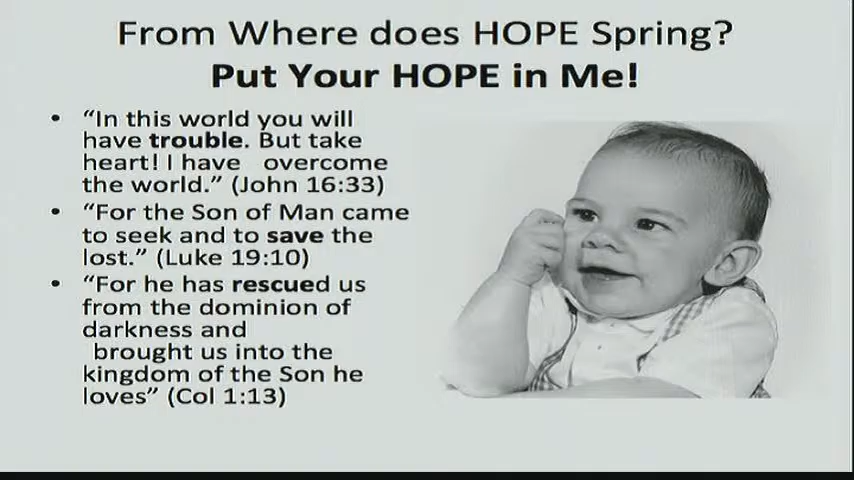 From Where does HOPE Spring?
Put Your HOPE in Me!
• “In this world you will
have trouble. But take
heart! I have overcome
the world.” (John 16:33)
• “For the Son of Man came
to seek and to save the
lost.” (Luke 19:10)
• “For he has rescued us
from the dominion of
darkness and
brought us into the
kingdom of the Son he
loves” (Col 1:13)